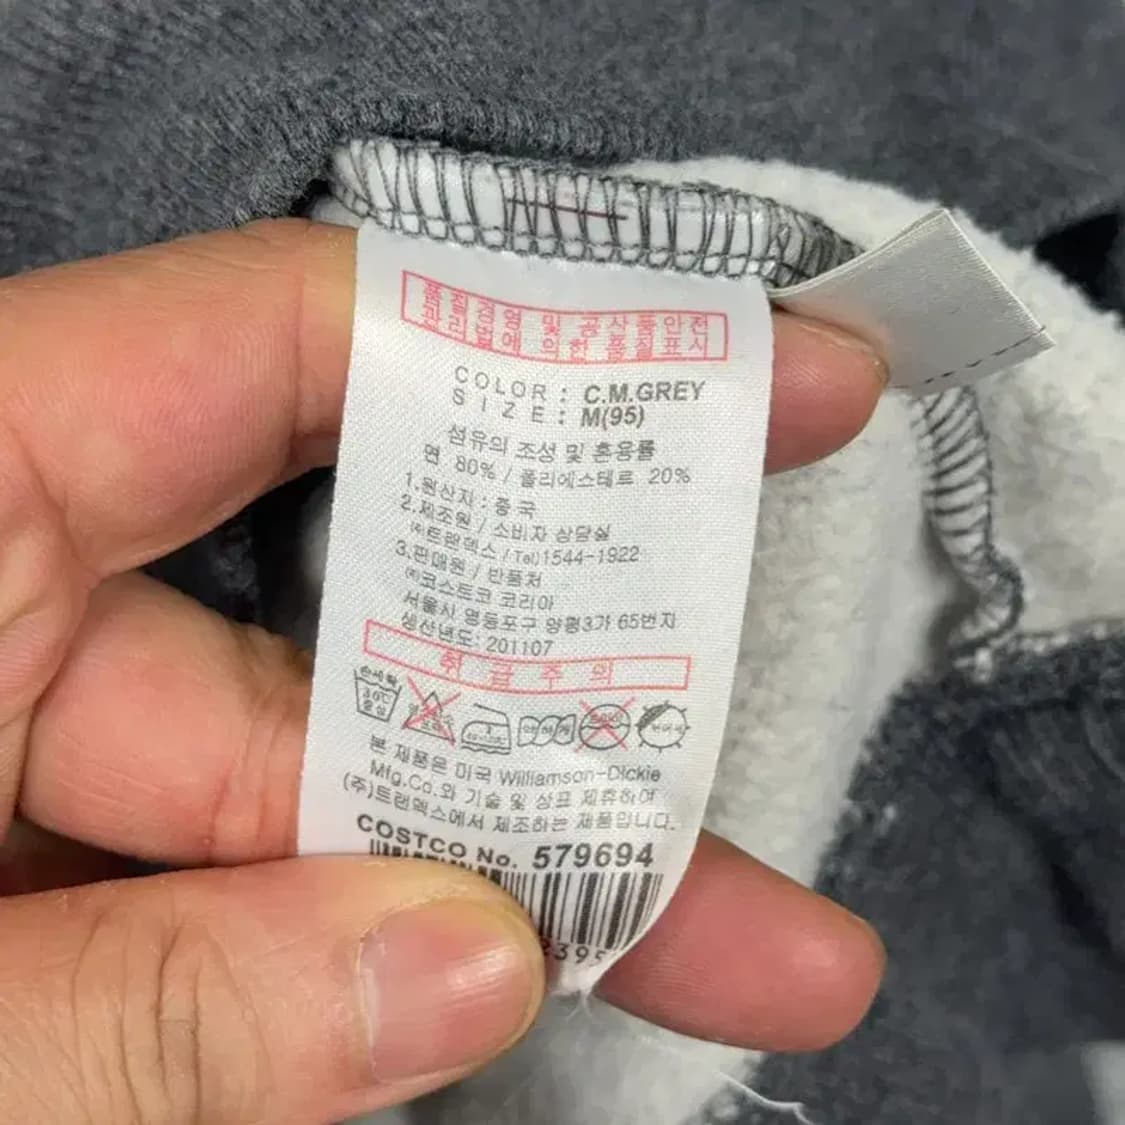 품질경영 및 공산품안전
관리법에 의한 품질표시
COLOR : C.M.GREY
SIZE : M(95)
섬유의 조성 및 혼용률
면 80% / 폴리에스테르 20%
1.원산지 : 중국
2.제조원 / 소비자 상담실
㈜트랜덱스 / Tel)1544-1922
3.판매원 / 반품처
㈜코스트코 코리아
서울시 영등포구 양평3가 65번지
생산년도: 201107
취급주의
손세탁
30℃
중성
본 제품은 미국 Williamson-Dickie
Mfg.Co.와 기술 및 상표 제휴하여
(주)트랜덱스에서 제조하는 제품입니다.
COSTCO No. 579694